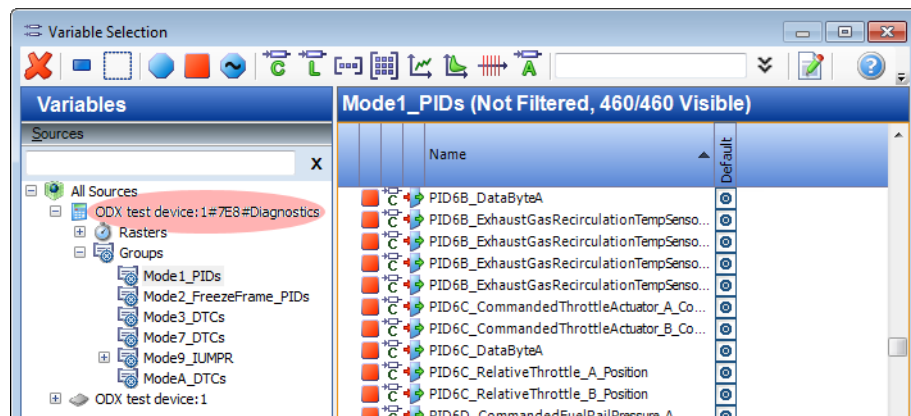 Variable Selection
Variables
Sources
X
All Sources
ODX test device:1#7E8#Diagnostics
Rasters
Groups
Mode1_PIDs
Mode2_FreezeFrame_PIDs
Mode3_DTCs
Mode7_DTCs
Mode9_IUMPR
ModeA_DTCs
ODX test device:1
Mode1_PIDs (Not Filtered, 460/460 Visible)
Name
Default
PID6B_DataByteA
PID6B_ExhaustGasRecirculationTempSenso...
PID6B_ExhaustGasRecirculationTempSenso...
PID6B_ExhaustGasRecirculationTempSenso...
PID6B_ExhaustGasRecirculationTempSenso...
PID6C_CommandedThrottleActuator_A_Co...
PID6C_CommandedThrottleActuator_B_Co...
PID6C_DataByteA
PID6C_RelativeThrottle_A_Position
PID6C_RelativeThrottle_B_Position
PID6D_CommandedFuelRailPressure_A